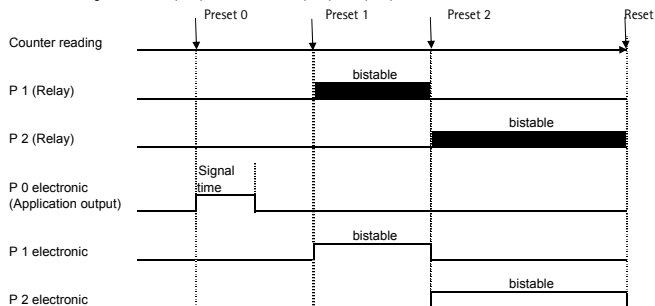 Preset 0 Preset 1 Preset 2 Reset
Counter reading
bistable
P 1 (Relay)
bistable
P 2 (Relay)
Signal
time
P 0 electronic
(Application output)
bistable
P 1 electronic
bistable
P 2 electronic